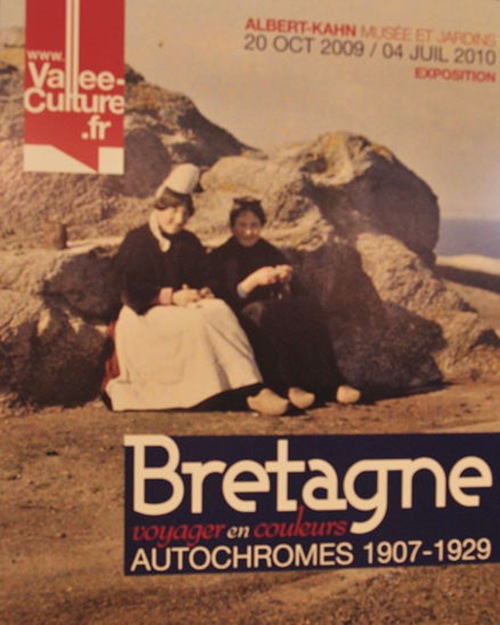 ALBERT-KAHN MUSÉE ET JARDINS
20 OCT 2009 / 04 JUIL 2010
EXPOSITION
www.
Vallee-
Culture
.fr
Bretagne
voyager en couleurs
AUTOCHROMES 1907-1929